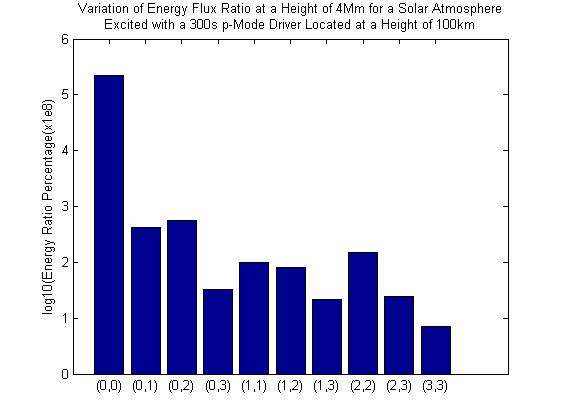 Variation of Energy Flux Ratio at a Height of 4Mm for a Solar Atmosphere
Excited with a 300s p-Mode Driver Located at a Height of 100km
log10(Energy Ratio Percentage(x1e8)
6
5
4
3
2
1
0
(0,0) (0,1) (0,2) (0,3) (1,1) (1,2) (1,3) (2,2) (2,3) (3,3)